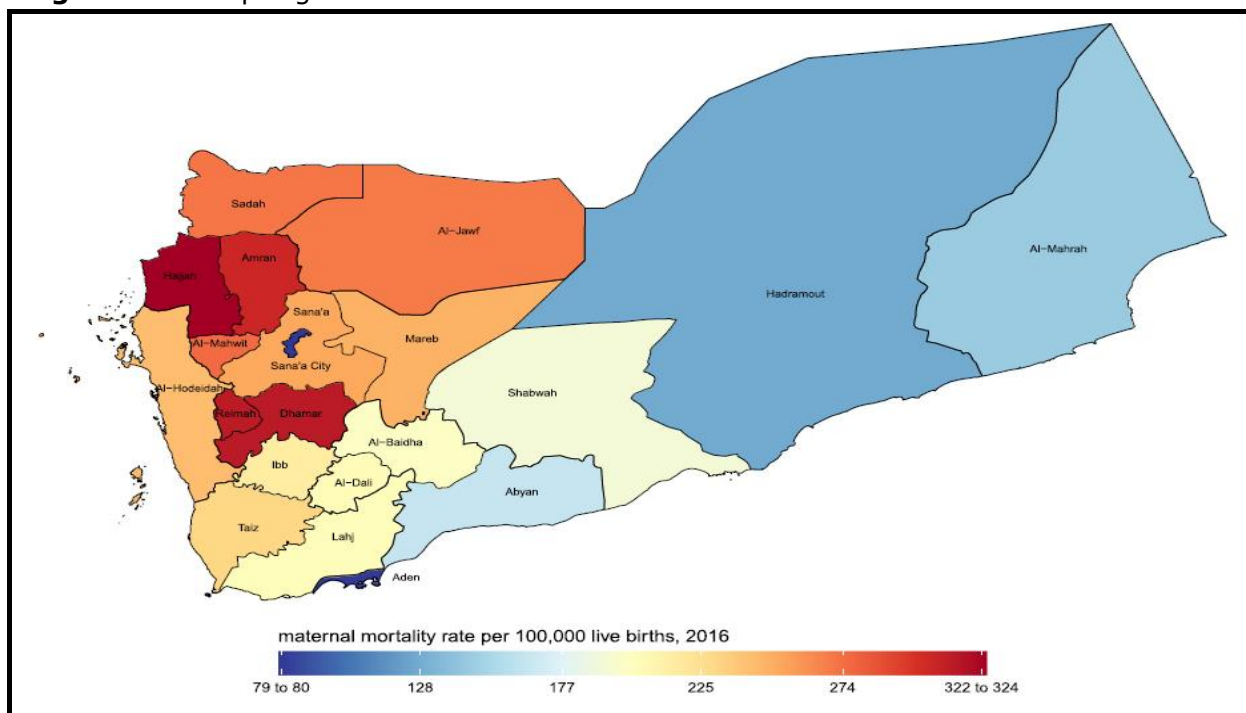 Sadah
Al-Jawf
Al-Mahrah
Hajjah
Amran
Hadramout
Sana'a
Al-Mahwit
Mareb
Sana'a City
Al-Hodeidah
Shabwah
Reimah
Dhamar
Al-Baidha
Ibb
Al-Dali
Abyan
Taiz
Lahj
Aden
maternal mortality rate per 100,000 live births, 2016
79 to 80 128 177 225 274 322 to 324